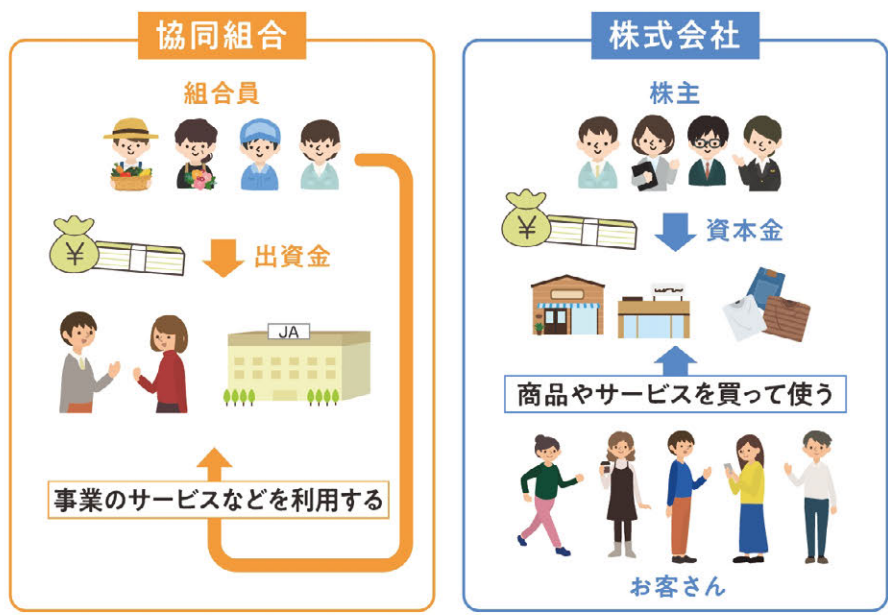 協同組合
組合員
¥
出資金
JA
事業のサービスなどを利用する
株式会社
株主
¥
資本金
商品やサービスを買って使う
お客さん